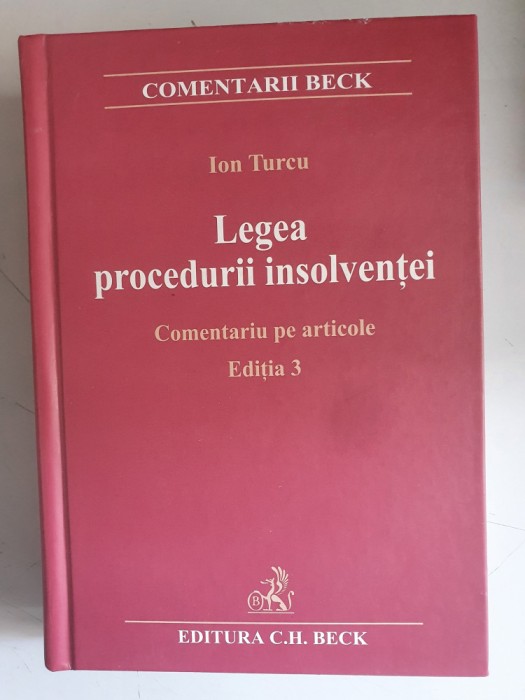 COMENTARII BECK
Ion Turcu
Legea
procedurii insolvenței
Comentariu pe articole
Ediția 3
B
EDITURA C.H. BECK